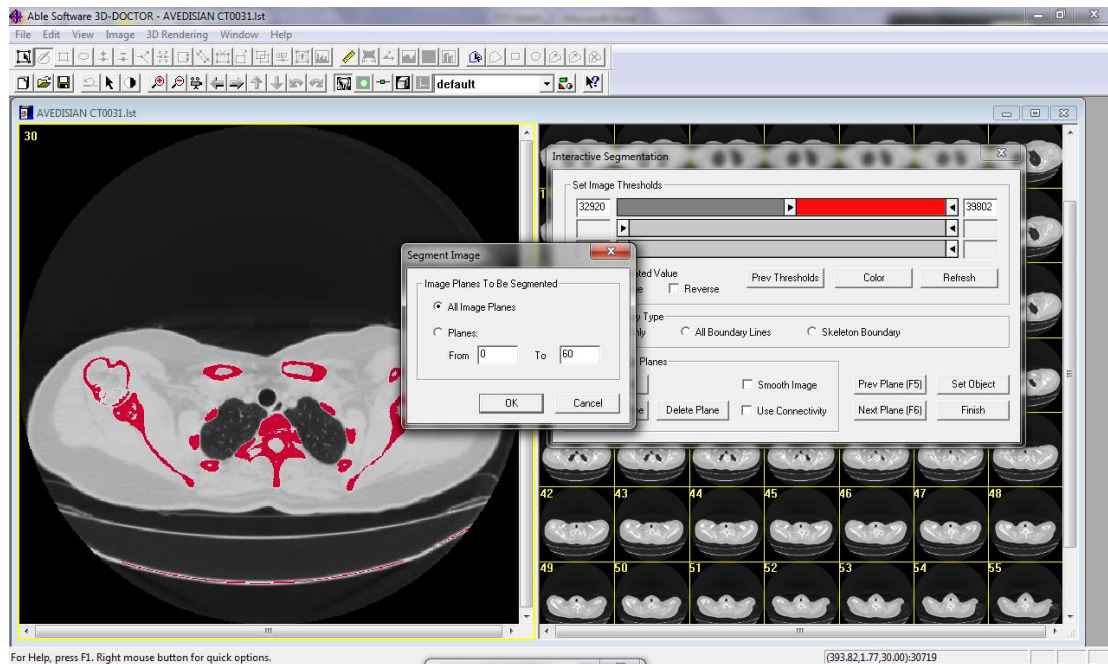 Able Software 3D-DOCTOR - AVEDISIAN CT0031.lst
File Edit View Image 3D Rendering Window Help
default
AVEDISIAN CT0031.lst
30
Interactive Segmentation
Set Image Thresholds
32920 39802
Value
Reverse Prev Thresholds Color Refresh
Type
All Boundary Lines Skeleton Boundary
Planes
Smooth Image Prev Plane (F5) Set Object
Delete Plane Use Connectivity Next Plane (F6) Finish
Segment Image
Image Planes To Be Segmented
All Image Planes
Planes:
From 0 To 60
OK Cancel
42 43 44 45 46 47 48
49 50 51 52 53 54 55
For Help, press F1. Right mouse button for quick options. (393.82,1.77,30.00):30719